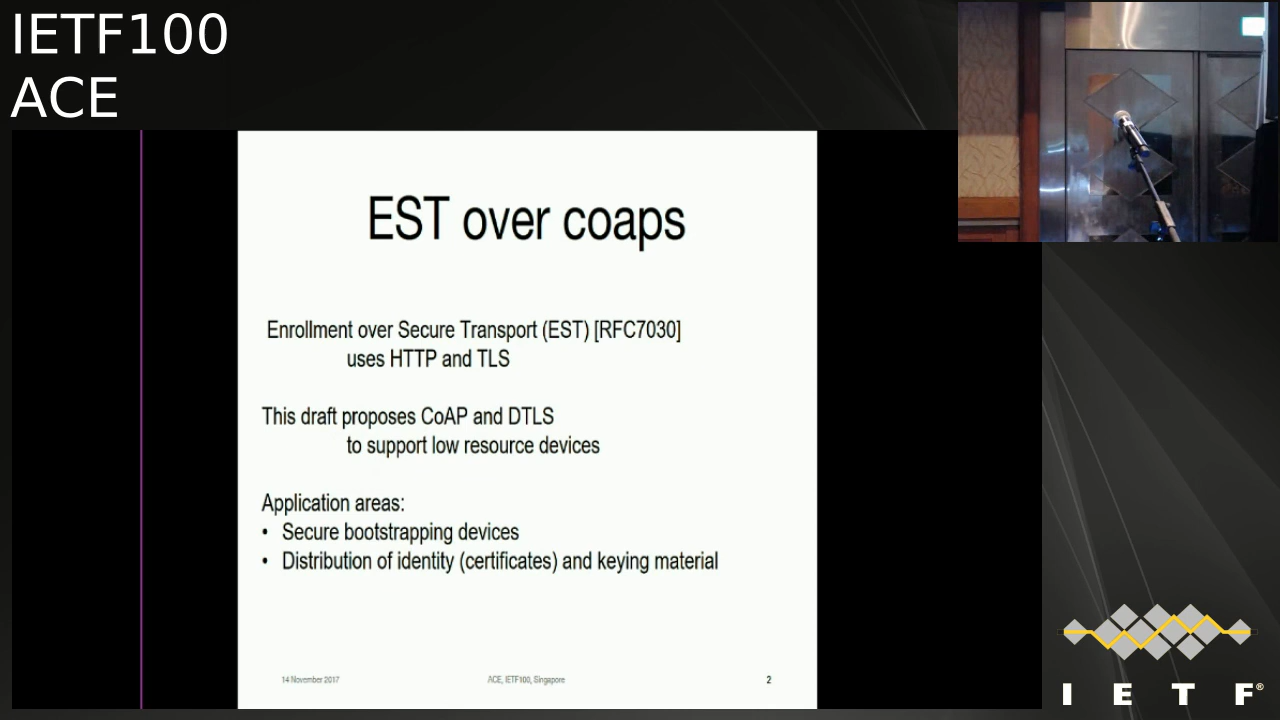 IETF100
ACE
EST over coaps
Enrollment over Secure Transport (EST) [RFC7030]
uses HTTP and TLS
This draft proposes CoAP and DTLS
to support low resource devices
Application areas:
• Secure bootstrapping devices
• Distribution of identity (certificates) and keying material
14 November 2017
ACE, IETF100, Singapore
2
I E T F®